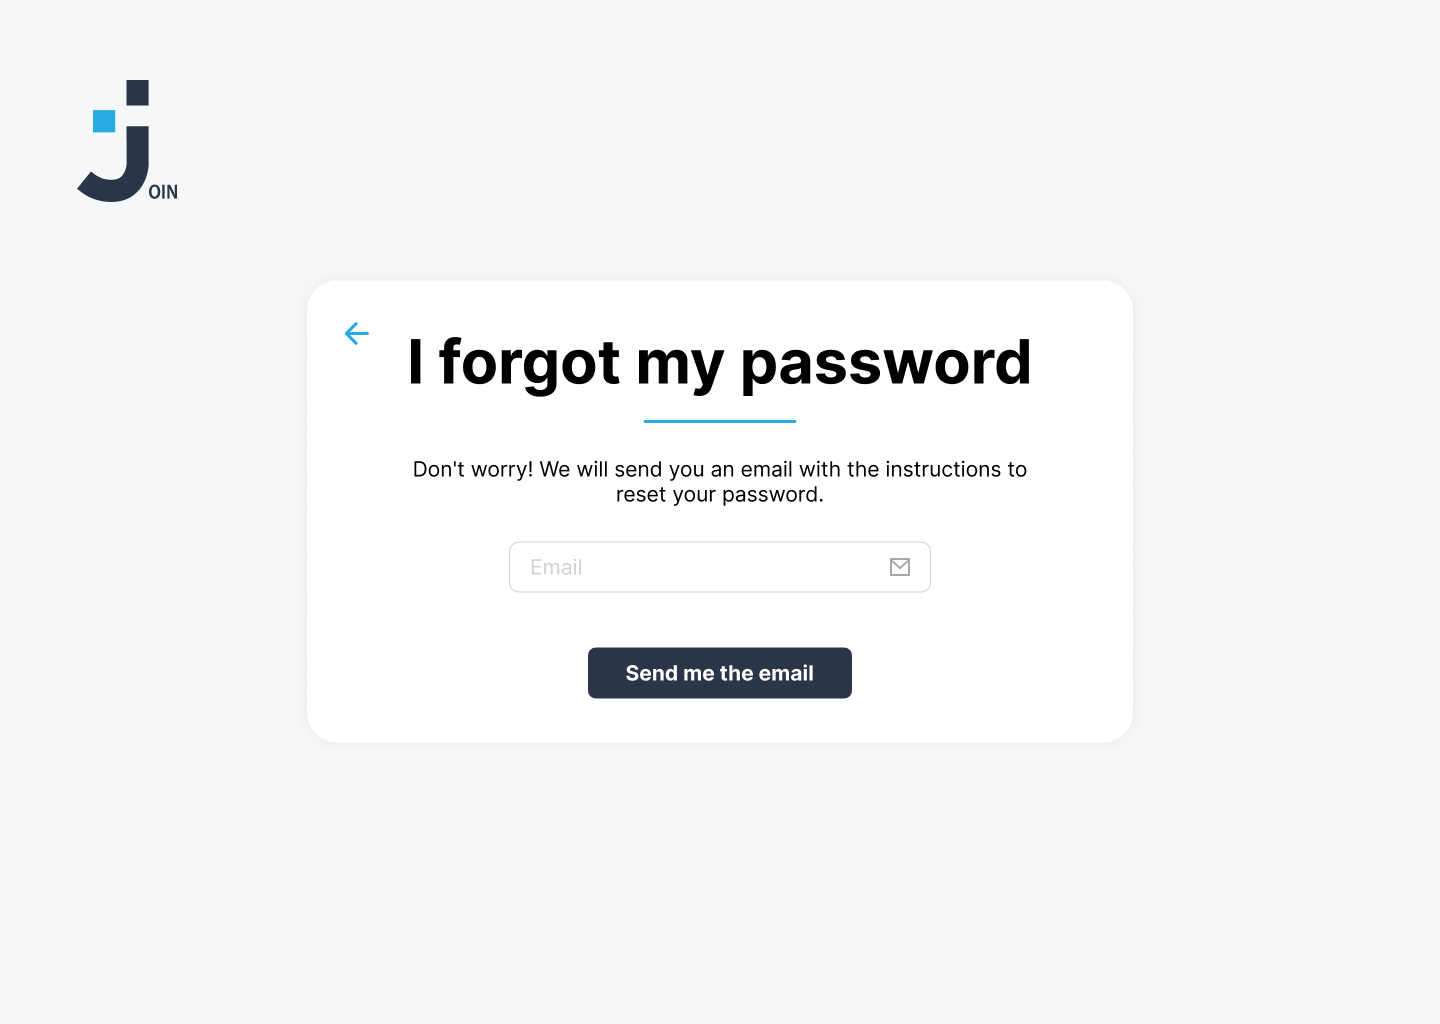 JOIN
I forgot my password
Don't worry! We will send you an email with the instructions to
reset your password.
Email
Send me the email